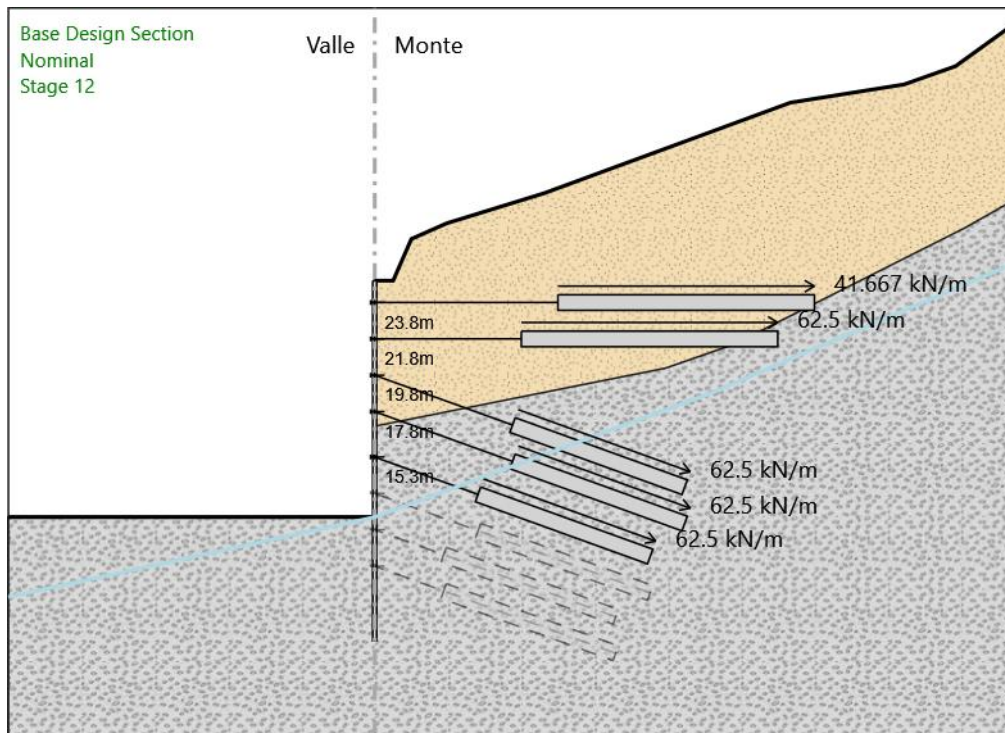 Base Design Section
Nominal
Stage 12
Valle
Monte
41.667 kN/m
23.8m
62.5 kN/m
21.8m
19.8m
17.8m
62.5 kN/m
15.3m
62.5 kN/m
62.5 kN/m